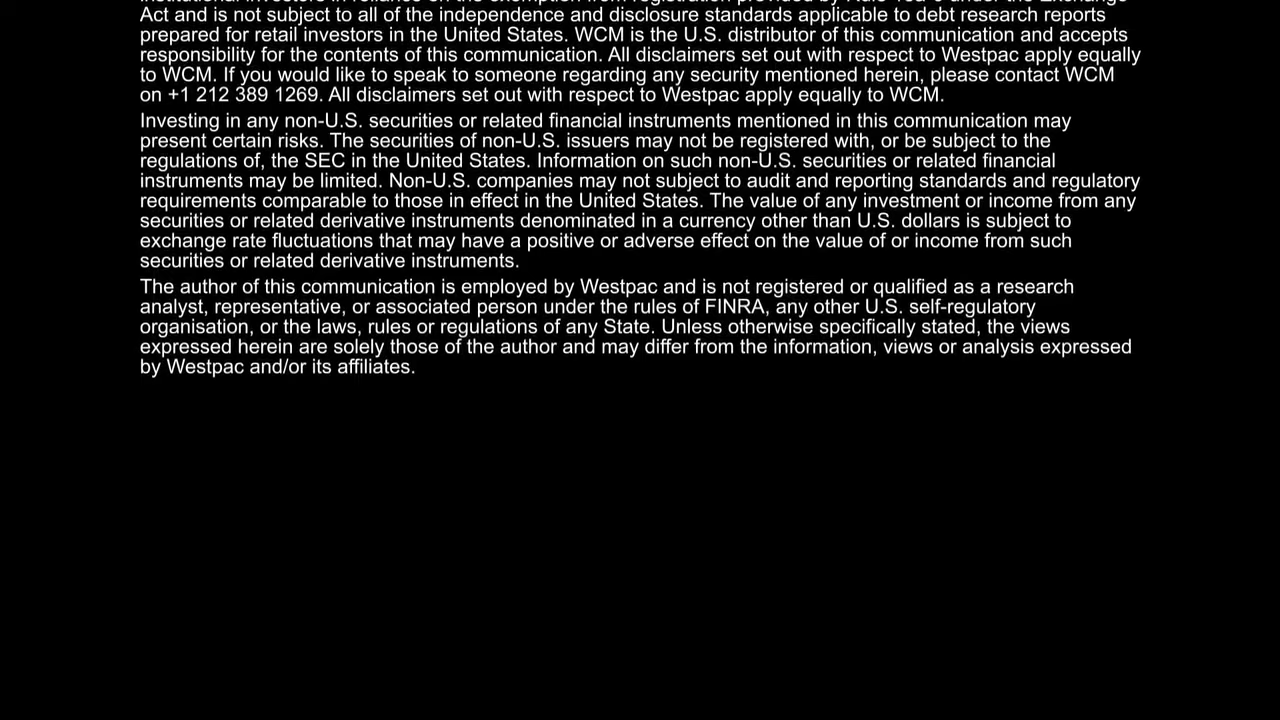 Act and is not subject to all of the independence and disclosure standards applicable to debt research reports
prepared for retail investors in the United States. WCM is the U.S. distributor of this communication and accepts
responsibility for the contents of this communication. All disclaimers set out with respect to Westpac apply equally
to WCM. If you would like to speak to someone regarding any security mentioned herein, please contact WCM
on +1 212 389 1269. All disclaimers set out with respect to Westpac apply equally to WCM.
Investing in any non-U.S. securities or related financial instruments mentioned in this communication may
present certain risks. The securities of non-U.S. issuers may not be registered with, or be subject to the
regulations of, the SEC in the United States. Information on such non-U.S. securities or related financial
instruments may be limited. Non-U.S. companies may not subject to audit and reporting standards and regulatory
requirements comparable to those in effect in the United States. The value of any investment or income from any
securities or related derivative instruments denominated in a currency other than U.S. dollars is subject to
exchange rate fluctuations that may have a positive or adverse effect on the value of or income from such
securities or related derivative instruments.
The author of this communication is employed by Westpac and is not registered or qualified as a research
analyst, representative, or associated person under the rules of FINRA, any other U.S. self-regulatory
organisation, or the laws, rules or regulations of any State. Unless otherwise specifically stated, the views
expressed herein are solely those of the author and may differ from the information, views or analysis expressed
by Westpac and/or its affiliates.